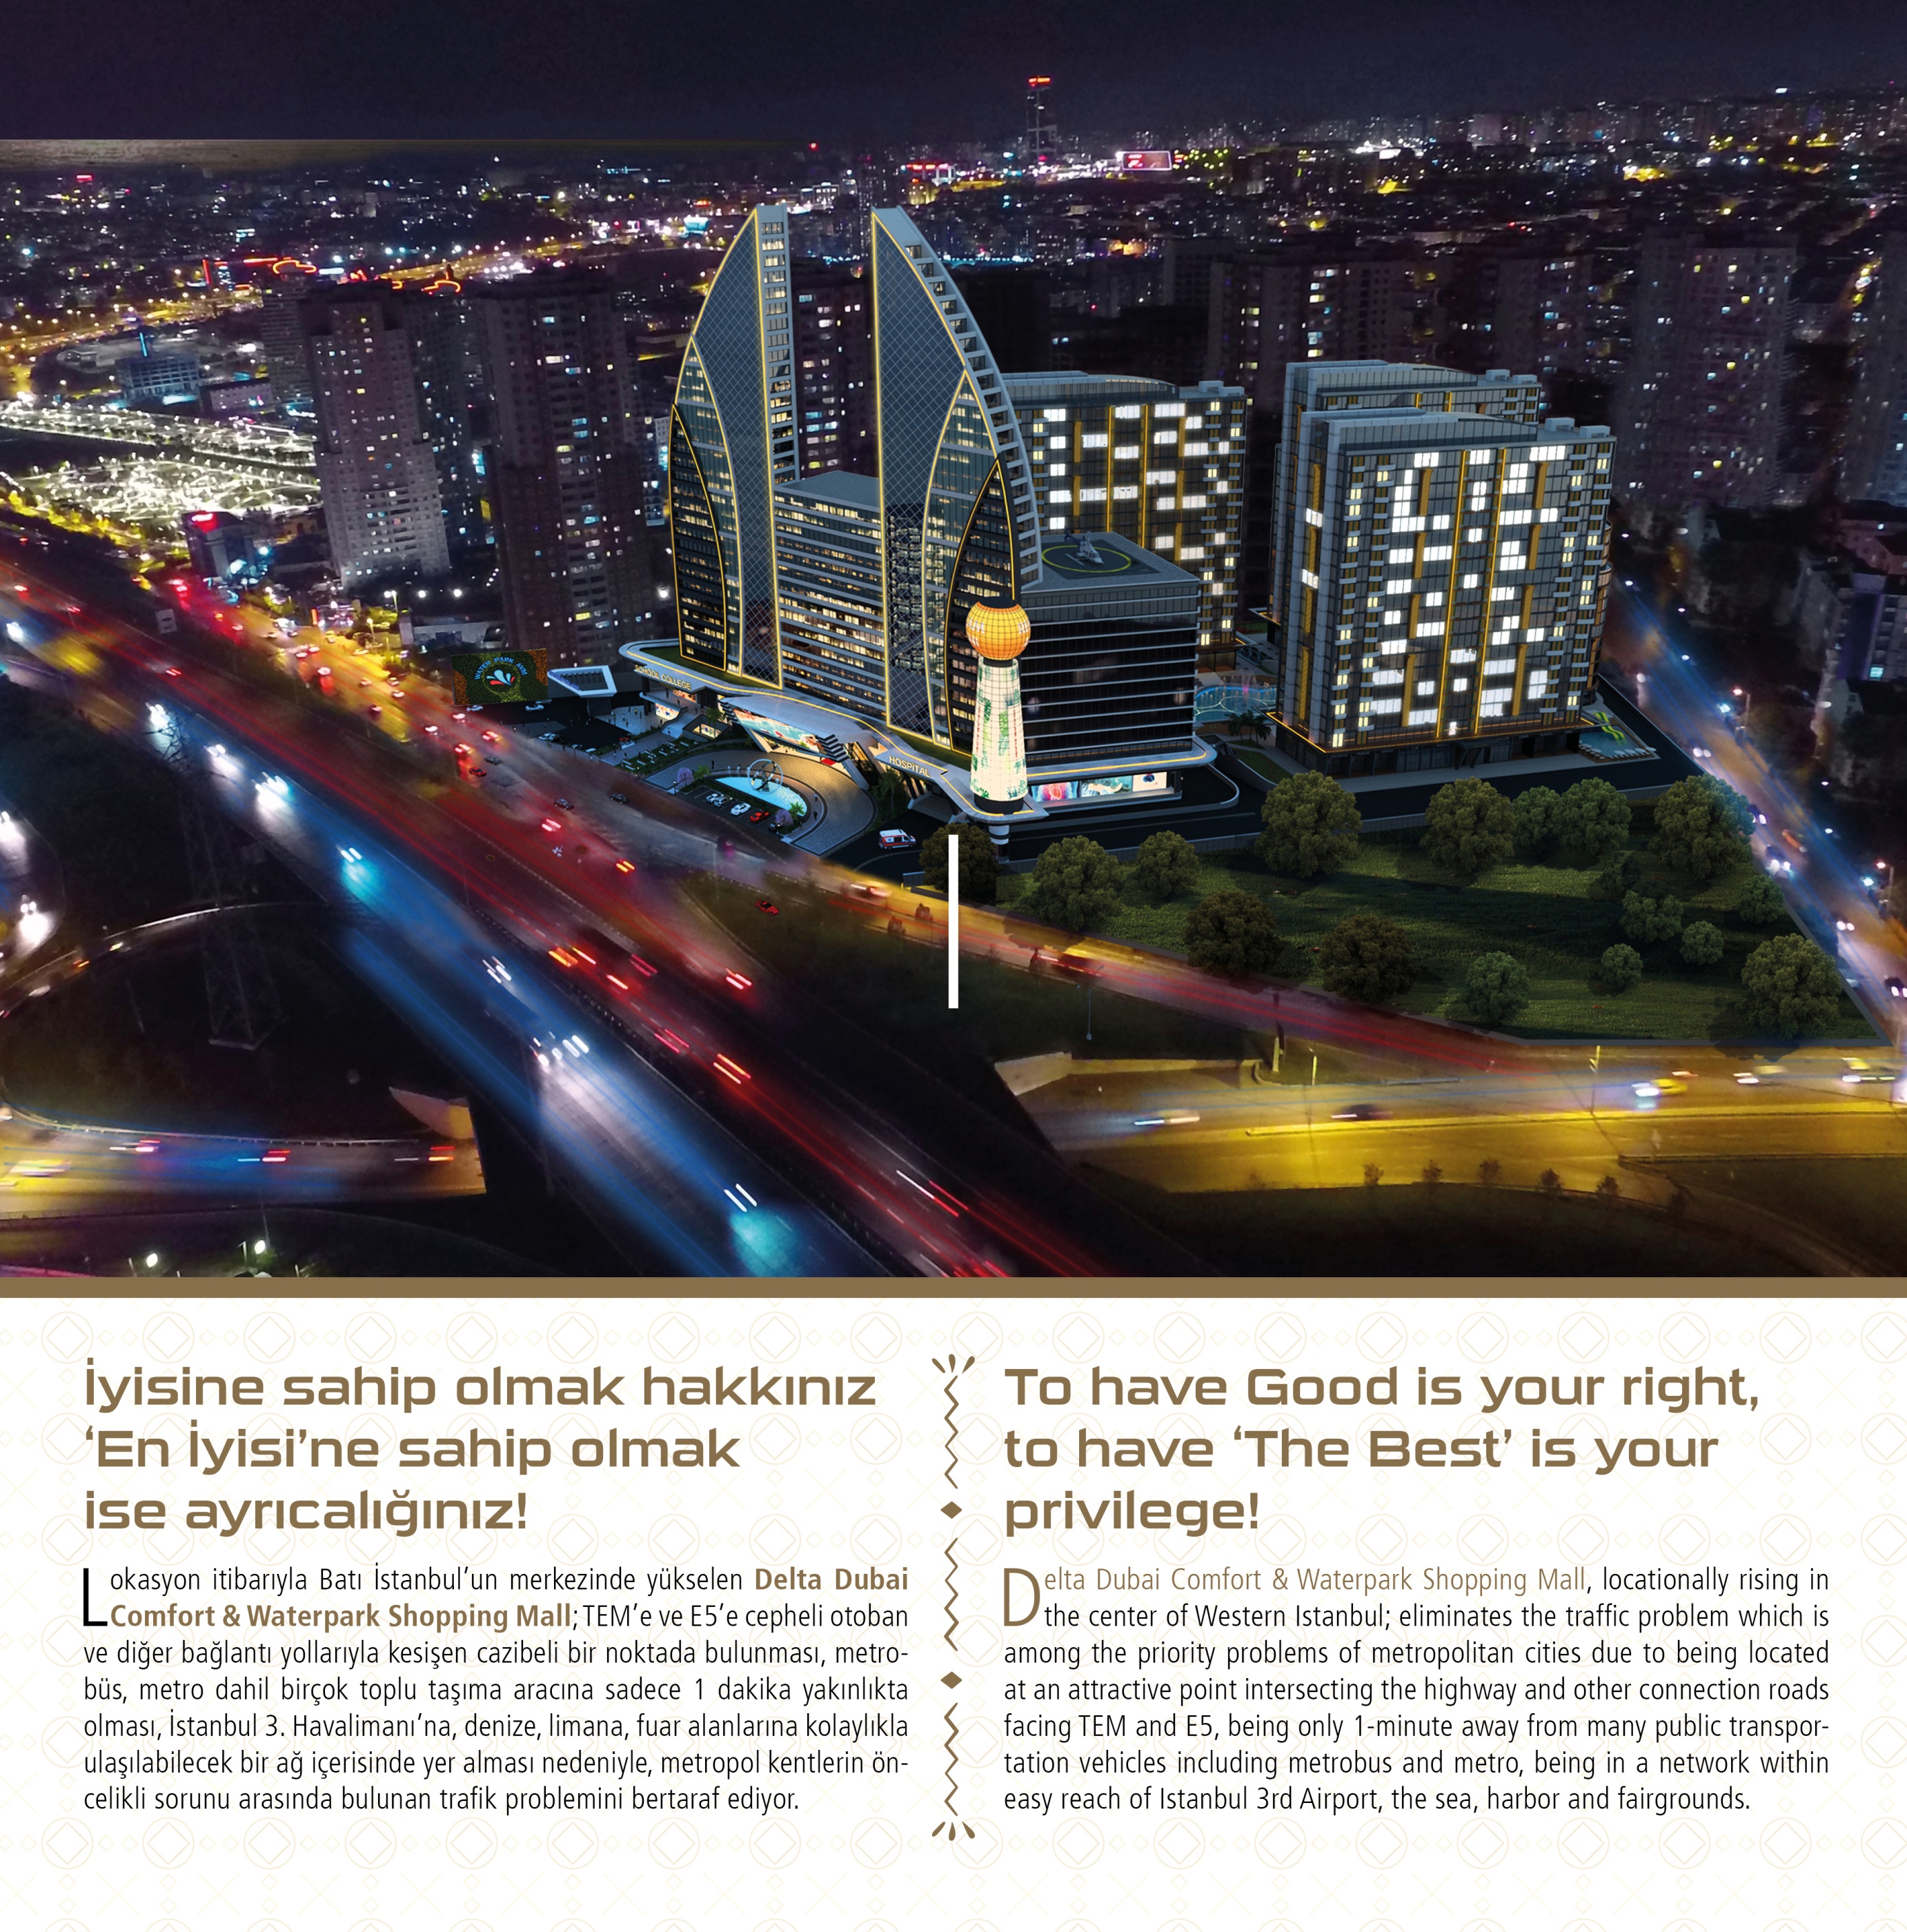 WATER PARK AVM
SCHOOL COLLEGE
HOSPITAL
İyisine sahip olmak hakkınız
‘En İyisi’ne sahip olmak
ise ayrıcalığınız!
Lokasyon itibarıyla Batı İstanbul’un merkezinde yükselen Delta Dubai
Comfort & Waterpark Shopping Mall; TEM’e ve E5’e cepheli otoban
ve diğer bağlantı yollarıyla kesişen cazibeli bir noktada bulunması, metro-
büs, metro dahil birçok toplu taşıma aracına sadece 1 dakika yakınlıkta
olması, İstanbul 3. Havalimanı’na, denize, limana, fuar alanlarına kolaylıkla
ulaşılabilecek bir ağ içerisinde yer alması nedeniyle, metropol kentlerin ön-
celikli sorunu arasında bulunan trafik problemini bertaraf ediyor.
To have Good is your right,
to have ‘The Best’ is your
privilege!
Delta Dubai Comfort & Waterpark Shopping Mall, locationally rising in
the center of Western Istanbul; eliminates the traffic problem which is
among the priority problems of metropolitan cities due to being located
at an attractive point intersecting the highway and other connection roads
facing TEM and E5, being only 1-minute away from many public transpor-
tation vehicles including metrobus and metro, being in a network within
easy reach of Istanbul 3rd Airport, the sea, harbor and fairgrounds.